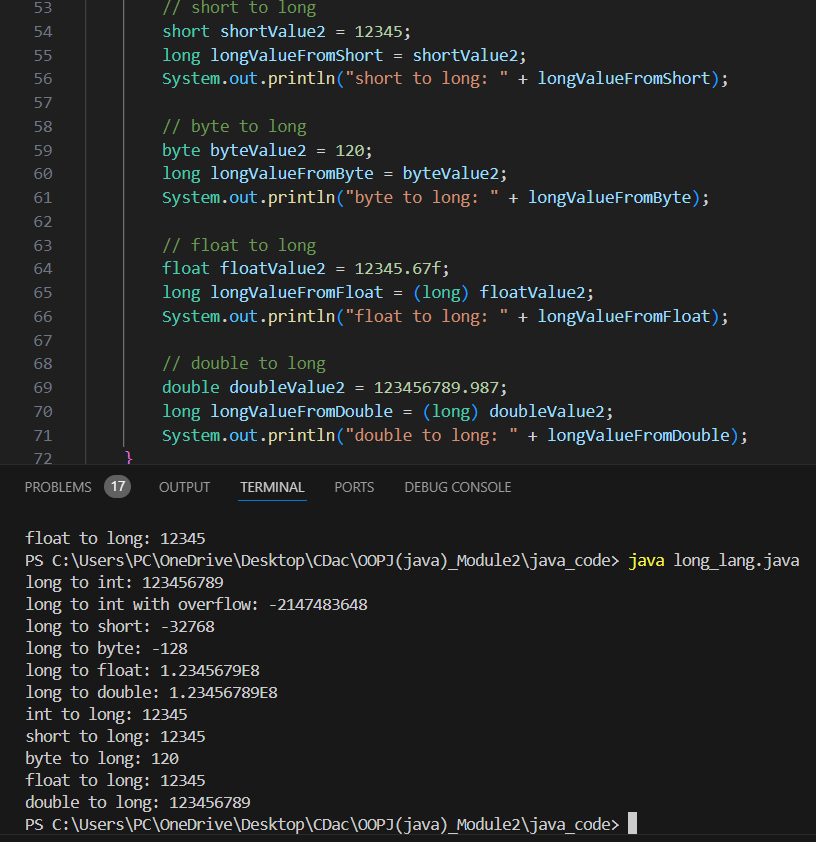 53 // short to long
54 short shortValue2 = 12345;
55 long longValueFromShort = shortValue2;
56 System.out.println("short to long: " + longValueFromShort);
57
58 // byte to long
59 byte byteValue2 = 120;
60 long longValueFromByte = byteValue2;
61 System.out.println("byte to long: " + longValueFromByte);
62
63 // float to long
64 float floatValue2 = 12345.67f;
65 long longValueFromFloat = (long) floatValue2;
66 System.out.println("float to long: " + longValueFromFloat);
67
68 // double to long
69 double doubleValue2 = 123456789.987;
70 long longValueFromDouble = (long) doubleValue2;
71 System.out.println("double to long: " + longValueFromDouble);
72 }
PROBLEMS 17 OUTPUT TERMINAL PORTS DEBUG CONSOLE
float to long: 12345
PS C:\Users\PC\OneDrive\Desktop\CDac\OOPJ(java)_Module2\java_code> java long_lang.java
long to int: 123456789
long to int with overflow: -2147483648
long to short: -32768
long to byte: -128
long to float: 1.2345679E8
long to double: 1.23456789E8
int to long: 12345
short to long: 12345
byte to long: 120
float to long: 12345
double to long: 123456789
PS C:\Users\PC\OneDrive\Desktop\CDac\OOPJ(java)_Module2\java_code>